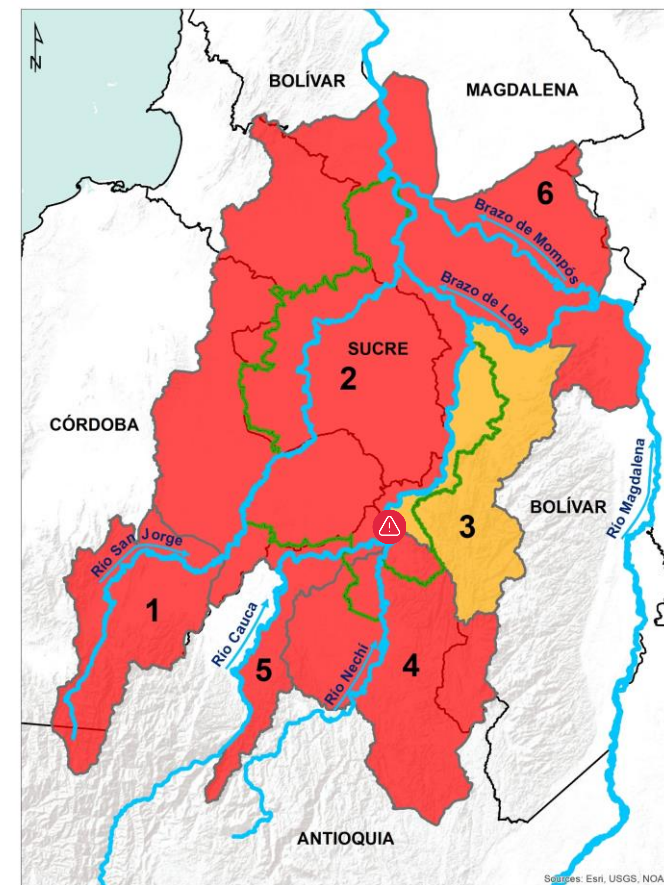 N
BOLÍVAR
MAGDALENA
6
Brazo de Mompós
Brazo de Loba
SUCRE
2
CÓRDOBA
BOLÍVAR
Río Magdalena
3
Río San Jorge
1
Río Cauca
5
Río Nechí
4
ANTIOQUIA
Sources: Esri, USGS, NOA